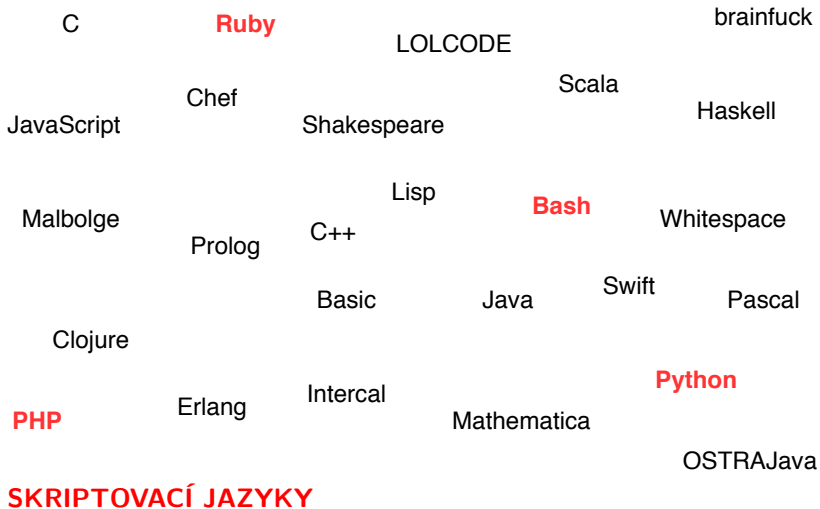 C
Ruby
LOLCODE
brainfuck
Chef
Scala
JavaScript
Shakespeare
Haskell
Lisp
Malbolge
Bash
Whitespace
Prolog
C++
Basic
Java
Swift
Pascal
Clojure
Python
PHP
Erlang
Intercal
Mathematica
OSTRAJava
SKRIPTOVACÍ JAZYKY